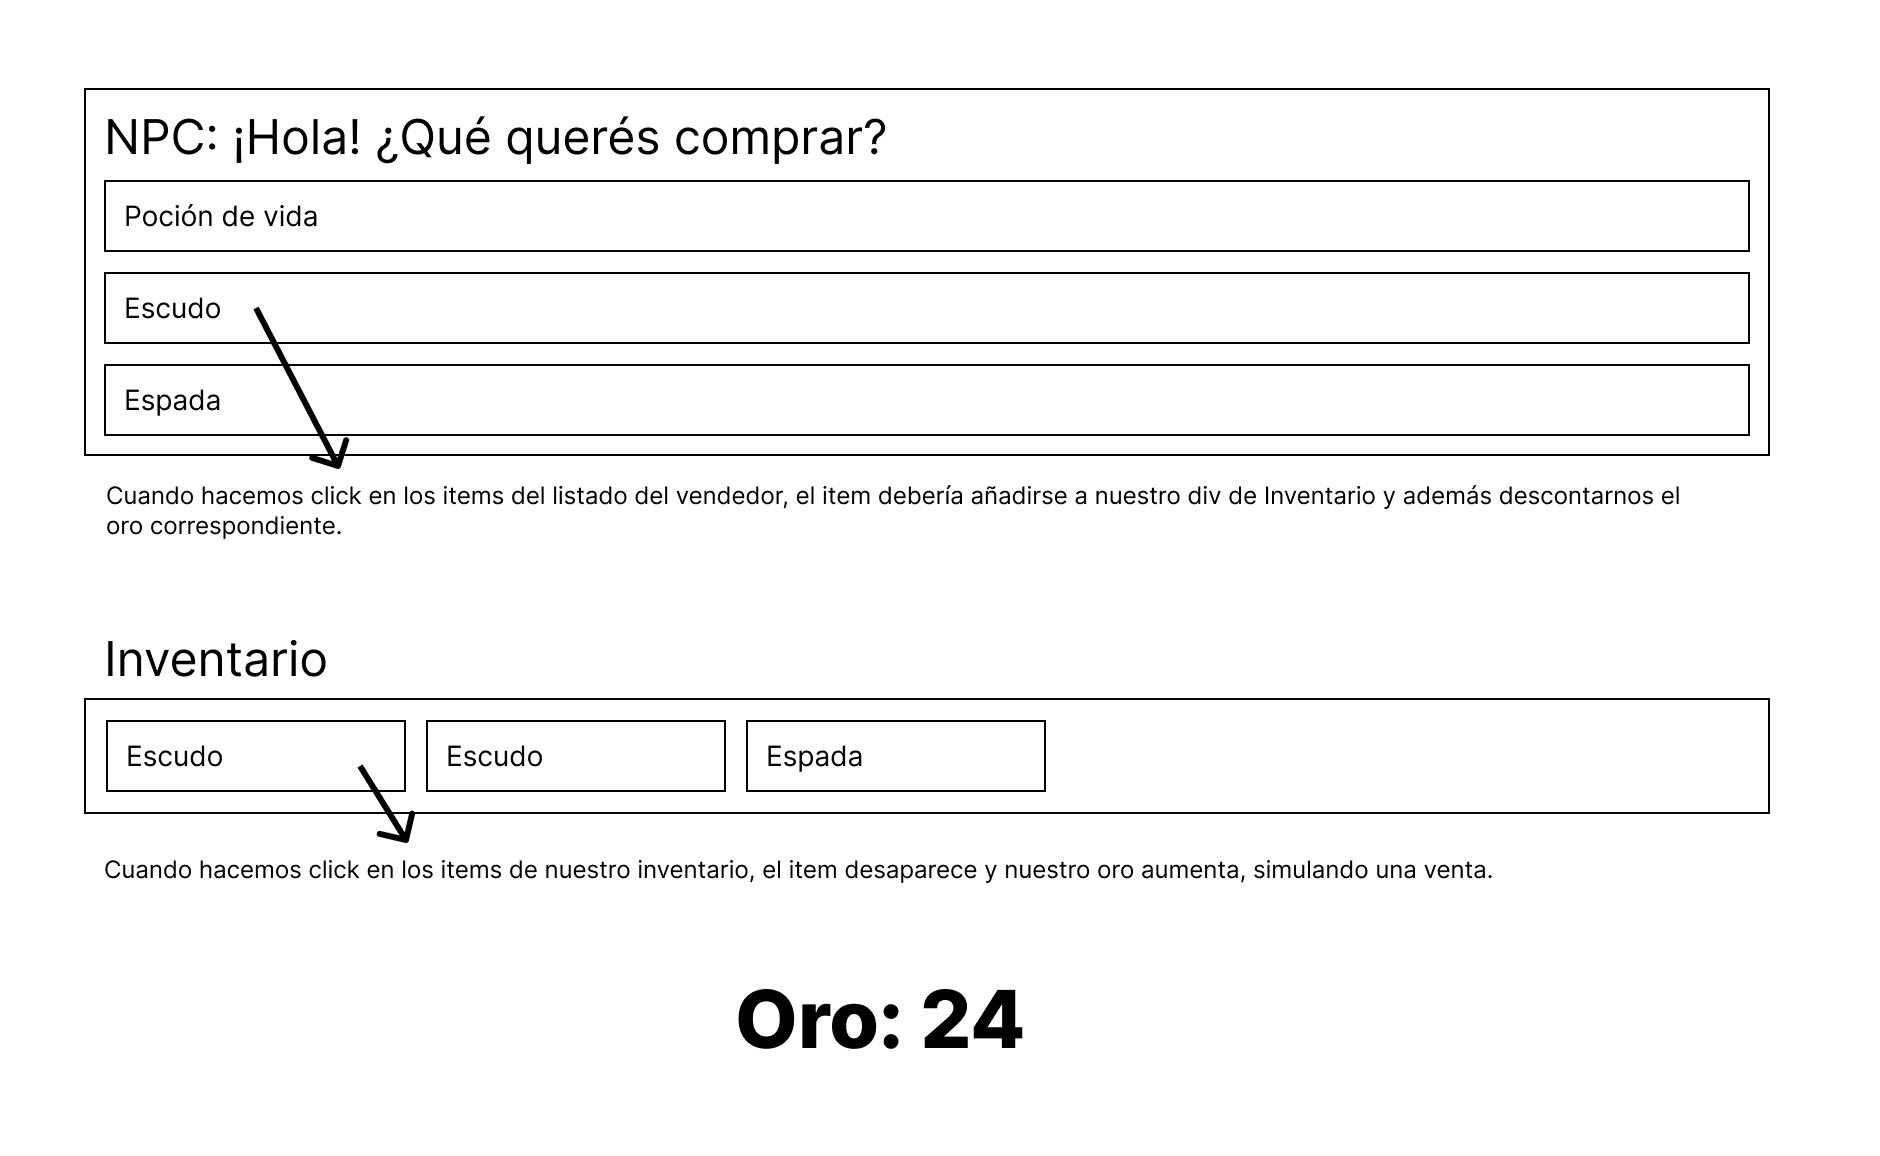 NPC: ¡Hola! ¿Qué querés comprar?
Poción de vida
Escudo
Espada
Cuando hacemos click en los items del listado del vendedor, el item debería añadirse a nuestro div de Inventario y además descontarnos el
oro correspondiente.
Inventario
Escudo
Escudo
Espada
Cuando hacemos click en los items de nuestro inventario, el item desaparece y nuestro oro aumenta, simulando una venta.
Oro: 24